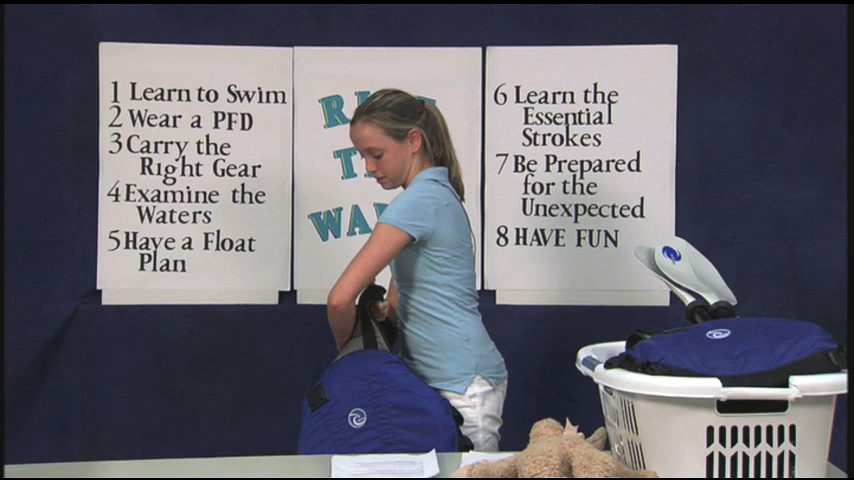 1 Learn to Swim
2 Wear a PFD
3 Carry the
Right Gear
4 Examine the
Waters
5 Have a Float
Plan
6 Learn the
Essential
Strokes
7 Be Prepared
for the
Unexpected
8 HAVE FUN